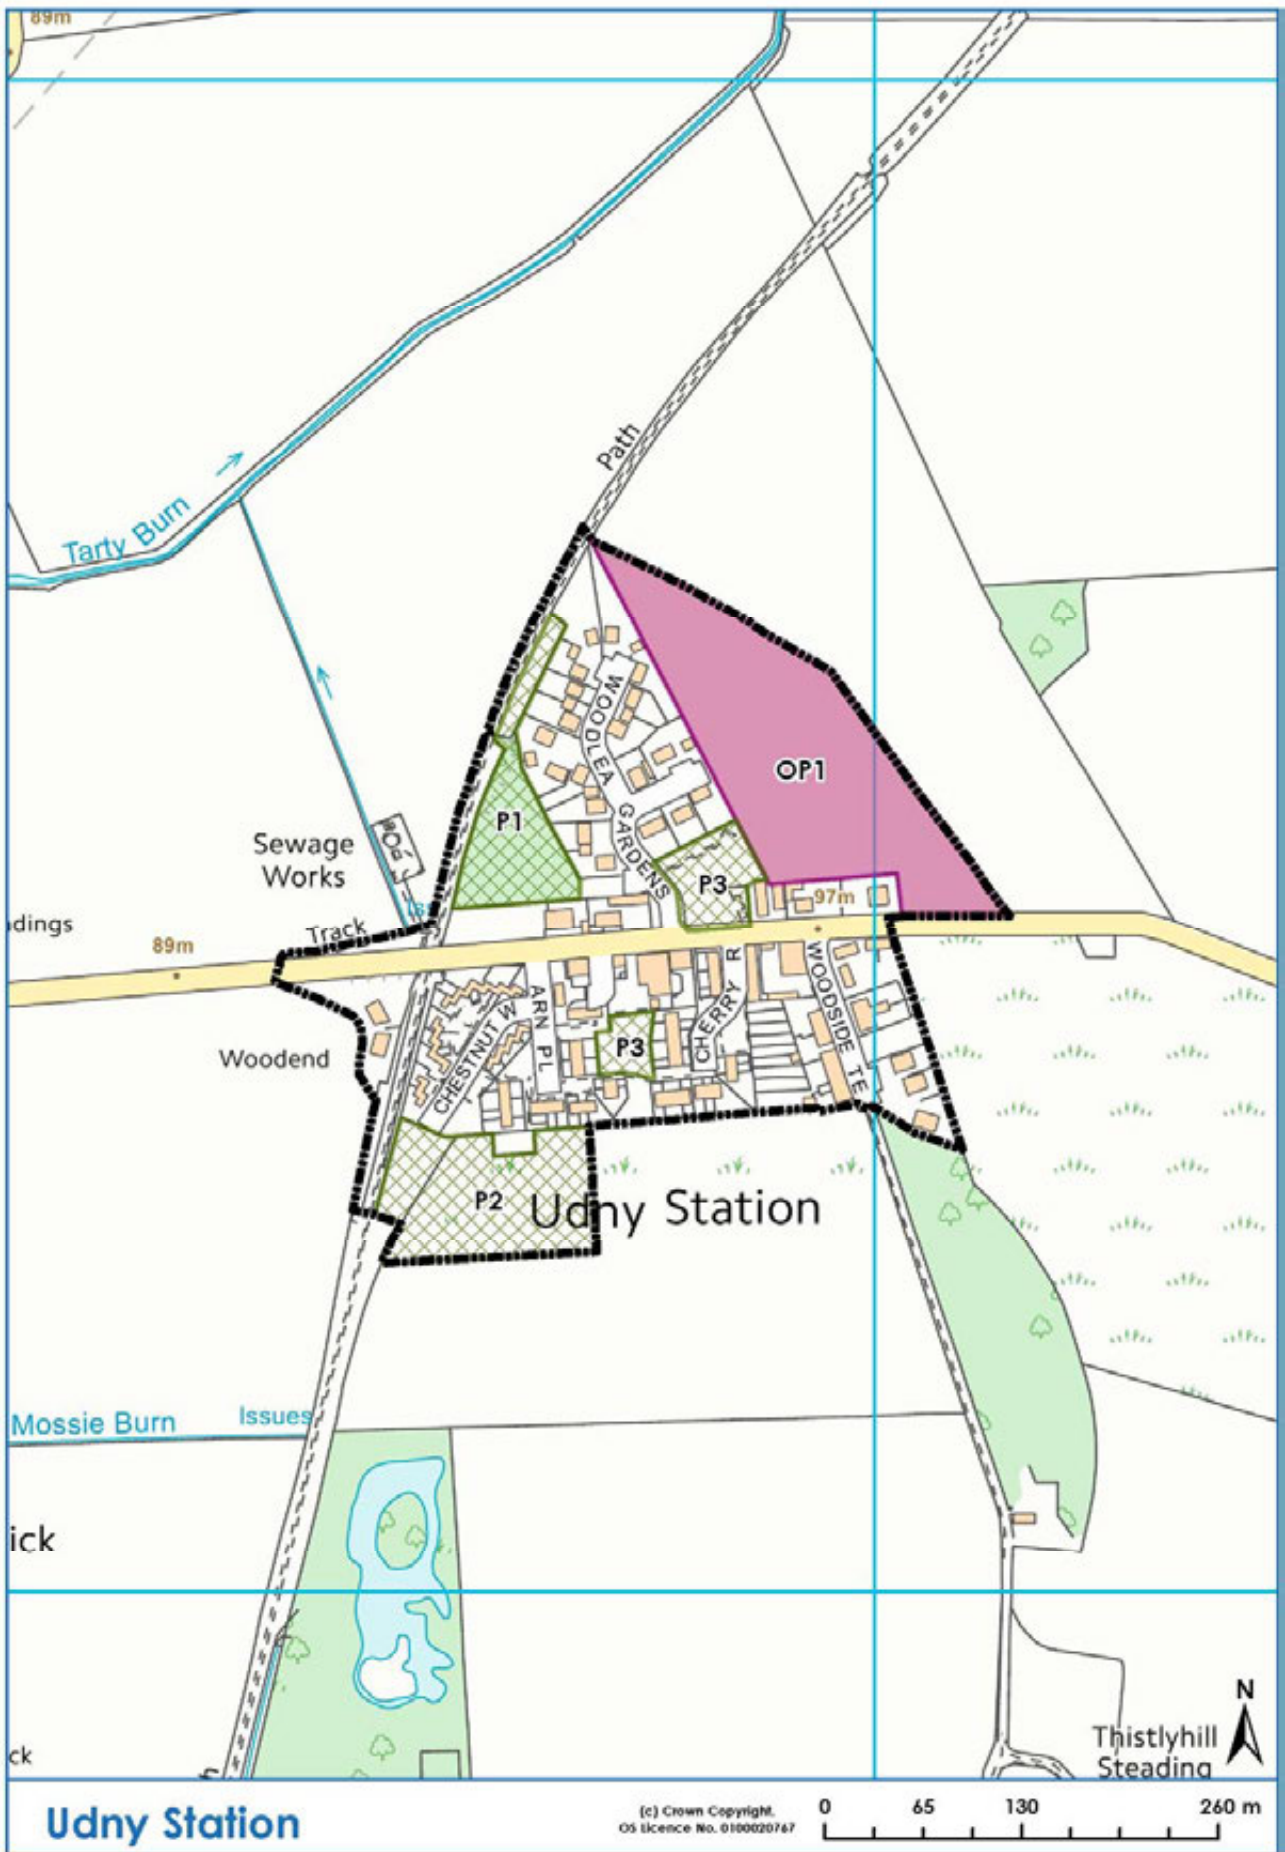 89m
Path
Tarty Burn
WOODLEA
GARDENS
OP1
P1
Sewage
Works
P3
97m
Track
89m
WOODSIDE TE
ARN PL
CHERRY R
CHESTNUT W
P3
Woodend
P2
Udny Station
Mossie Burn
Issues
ick
ck
N
Thistlyhill
Steading
Udny Station
(c) Crown Copyright.
OS Licence No. 0100020767
0 65 130 260 m